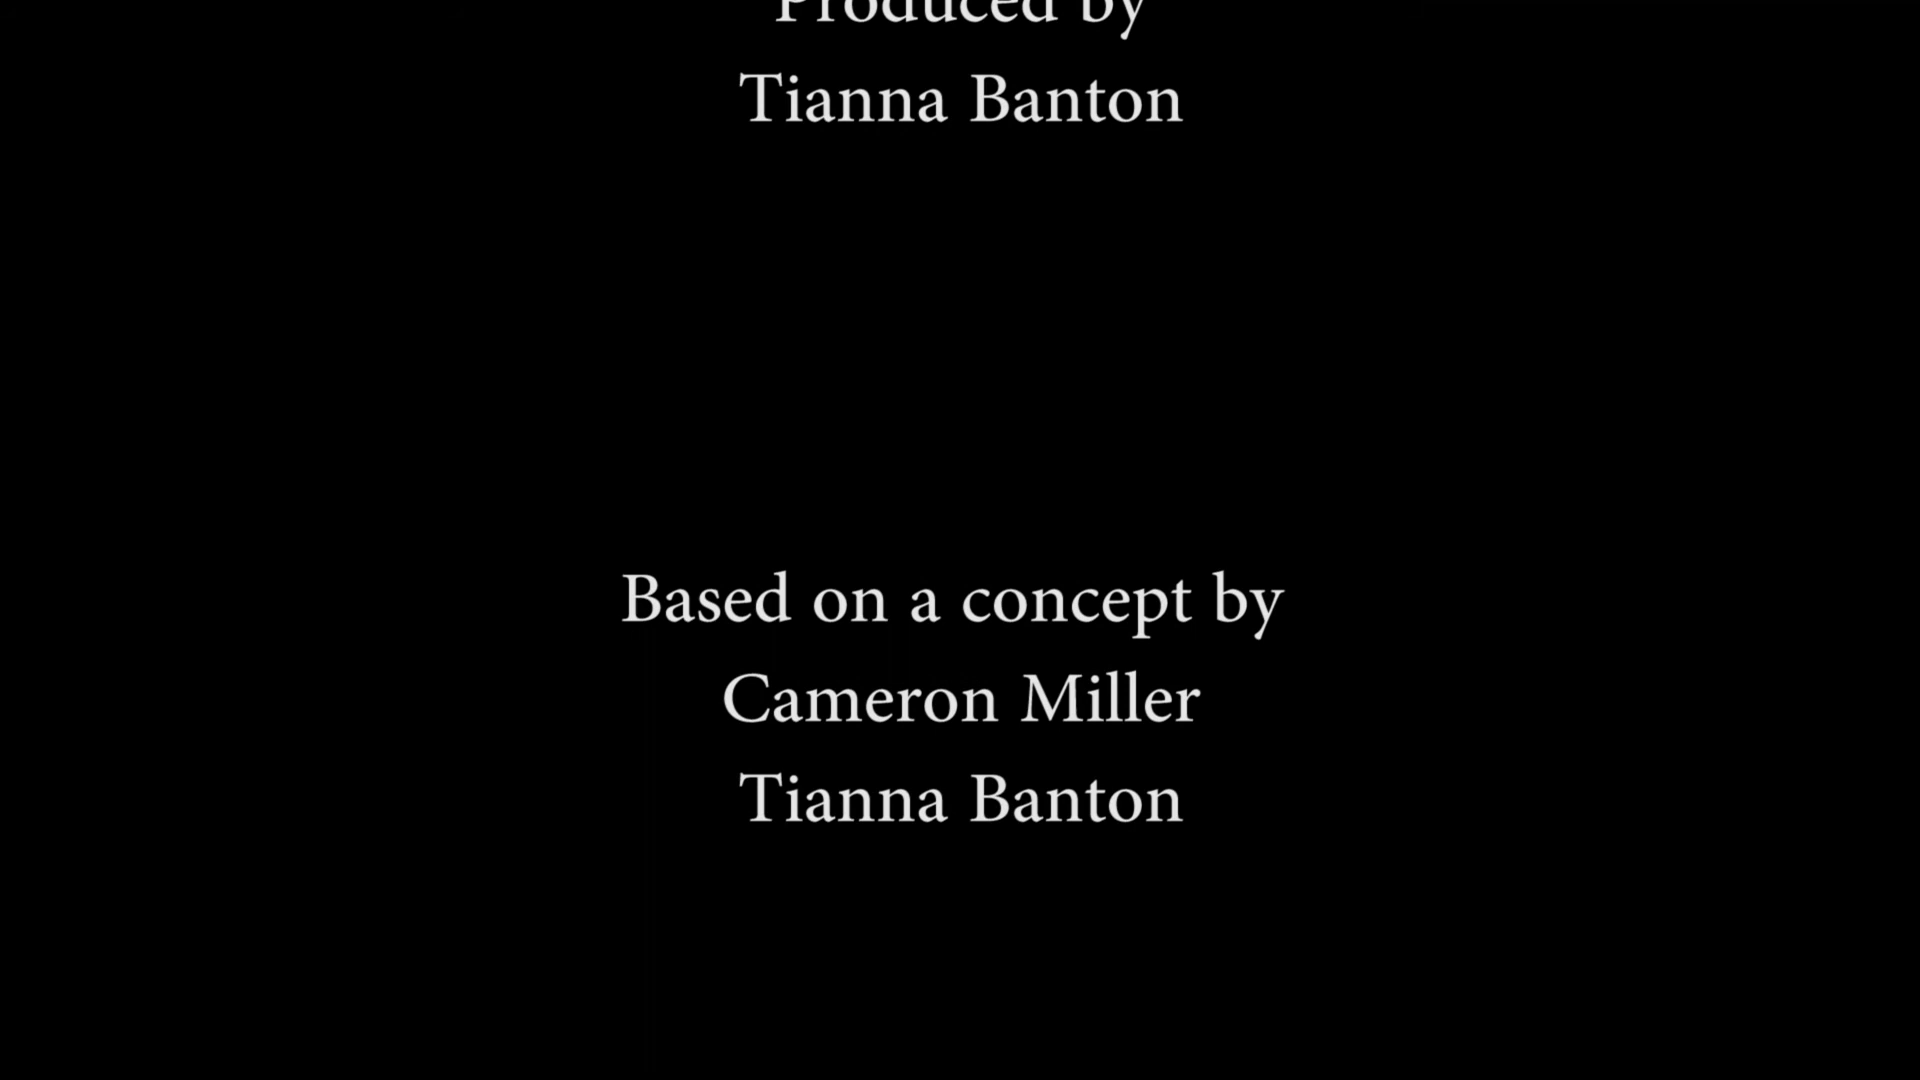 Produced by
Tianna Banton
Based on a concept by
Cameron Miller
Tianna Banton